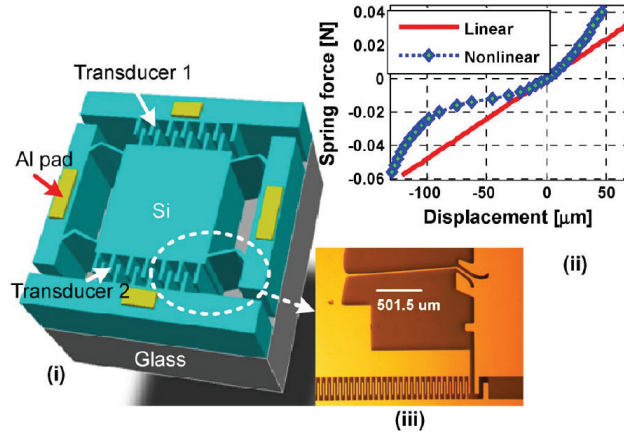 Transducer 1
Al pad
Si
Transducer 2
Glass
(i)
Spring force [N]
0.04
0.02
0
-0.02
-0.04
-0.06
Linear
Nonlinear
-100
-50
0
50
Displacement [μm]
(ii)
501.5 um
(iii)